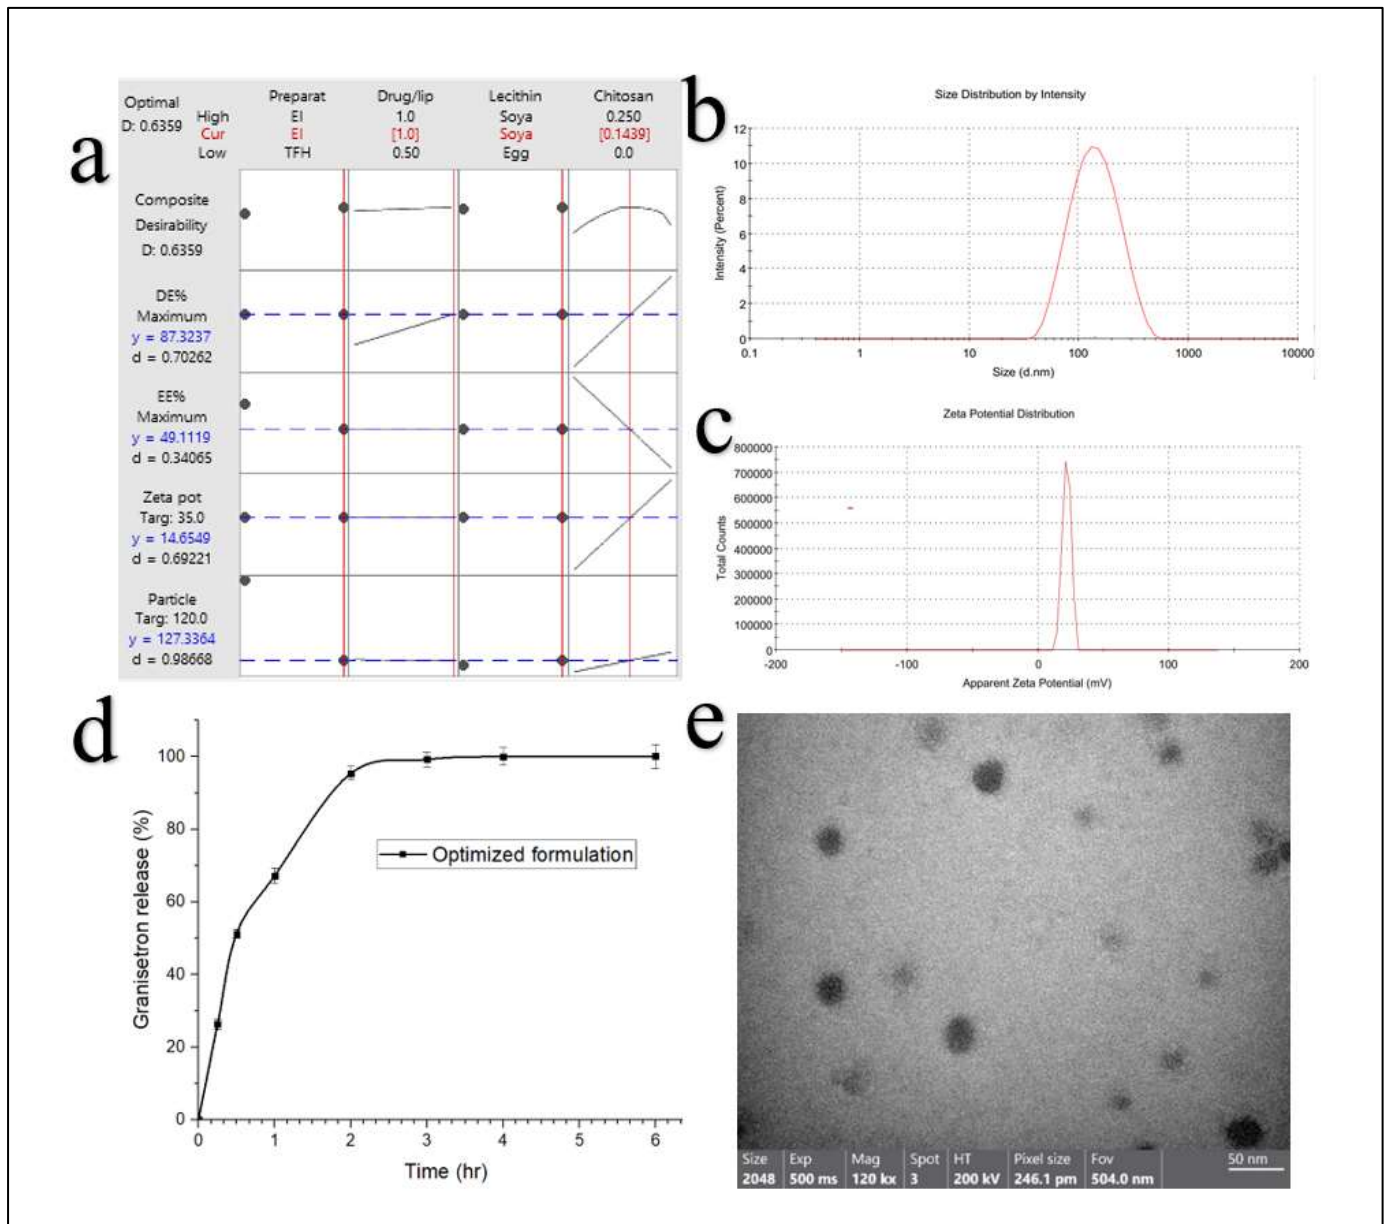 a
Optimal
D: 0.6359
High
Cur
Low
Preparat
EI
EI
TFH
Drug/lip
1.0
[1.0]
0.50
Lecithin
Soya
Soya
Egg
Chitosan
0.250
[0.1439]
0.0
Composite
Desirability
D: 0.6359
DE%
Maximum
y = 87.3237
d = 0.70262
EE%
Maximum
y = 49.1119
d = 0.34065
Zeta pot
Targ: 35.0
y = 14.6549
d = 0.69221
Particle
Targ: 120.0
y = 127.3364
d = 0.98668
b
Size Distribution by Intensity
Intensity (Percent)
12
10
8
6
4
2
0
0.1
1
10
100
1000
10000
Size (d.nm)
c
Zeta Potential Distribution
Total Counts
800000
700000
600000
500000
400000
300000
200000
100000
0
-200
-100
0
100
200
Apparent Zeta Potential (mV)
d
Granisetron release (%)
100
80
60
40
20
0
0
1
2
3
4
5
6
Time (hr)
Optimized formulation
e
Size
2048
Exp
500 ms
Mag
120 kx
Spot
3
HT
200 kV
Pixel size
246.1 pm
Fov
504.0 nm
50 nm